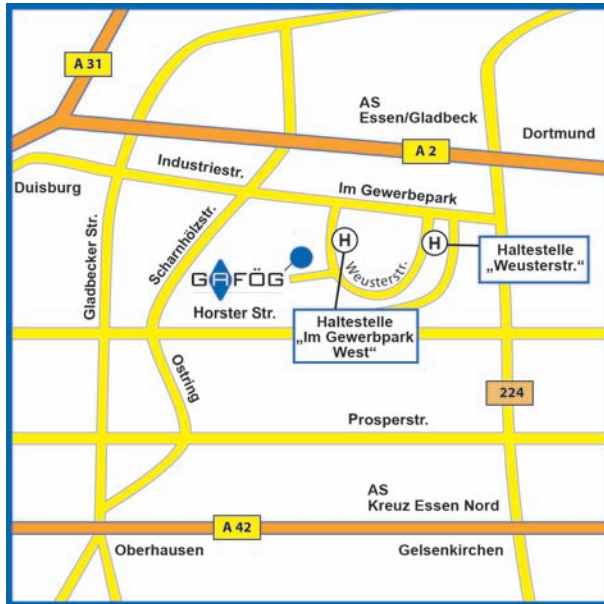 A 31
AS
Essen/Gladbeck
Dortmund
A 2
Industriestr.
Duisburg
Im Gewerbepark
Gladbecker Str.
Scharnhölzstr.
H
H
Haltestelle
„Weusterstr.“
Weusterstr.
GAFÖG
Horster Str.
Haltestelle
„Im Gewerbpark
West“
Ostring
224
Prosperstr.
AS
Kreuz Essen Nord
A 42
Oberhausen
Gelsenkirchen